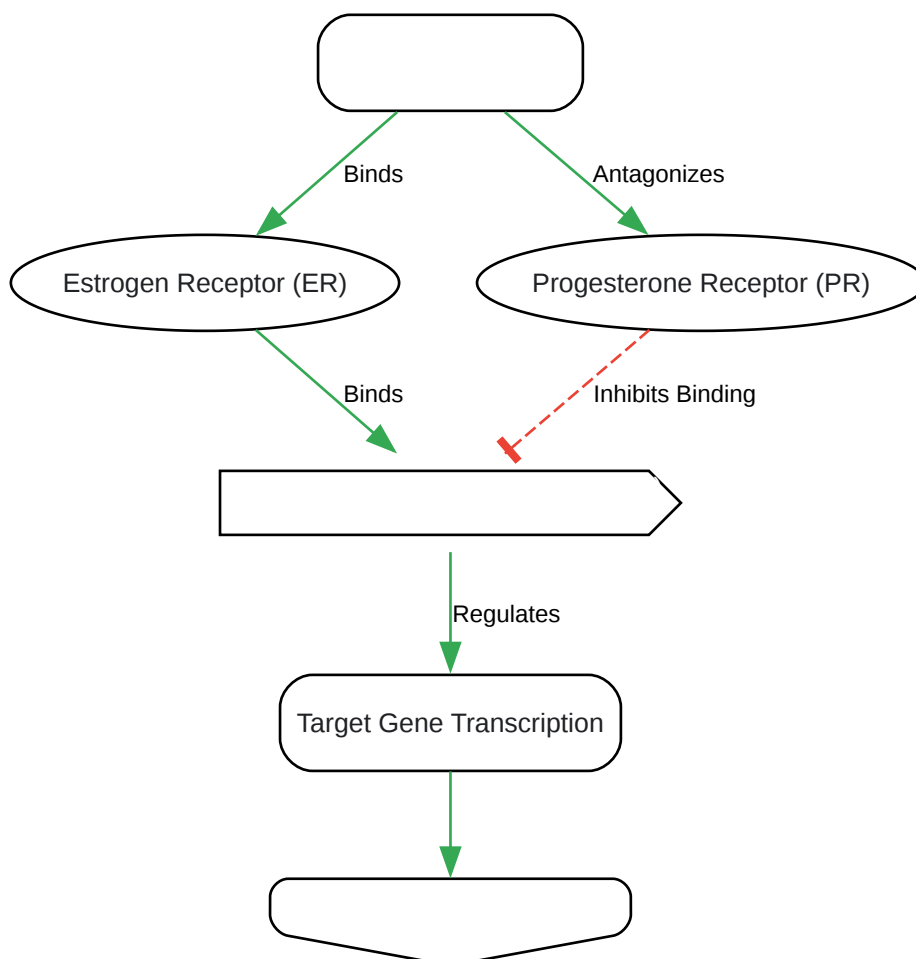 Binds
Antagonizes
Estrogen Receptor (ER)
Progesterone Receptor (PR)
Binds
Inhibits Binding
Regulates
Target Gene Transcription